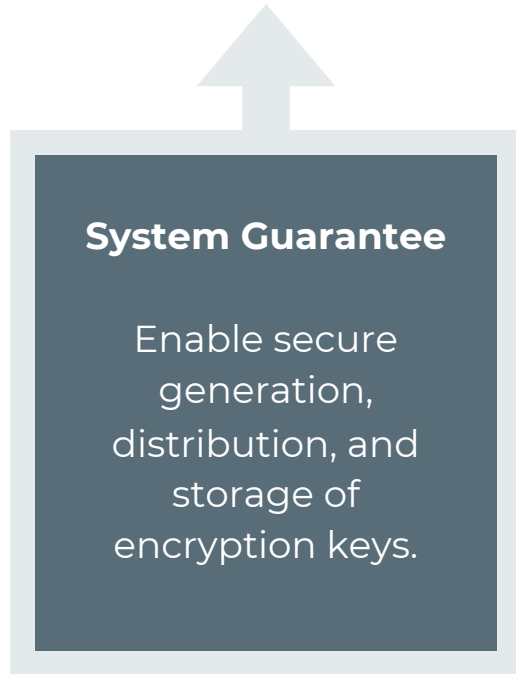 System Guarantee
Enable secure
generation,
distribution, and
storage of
encryption keys.